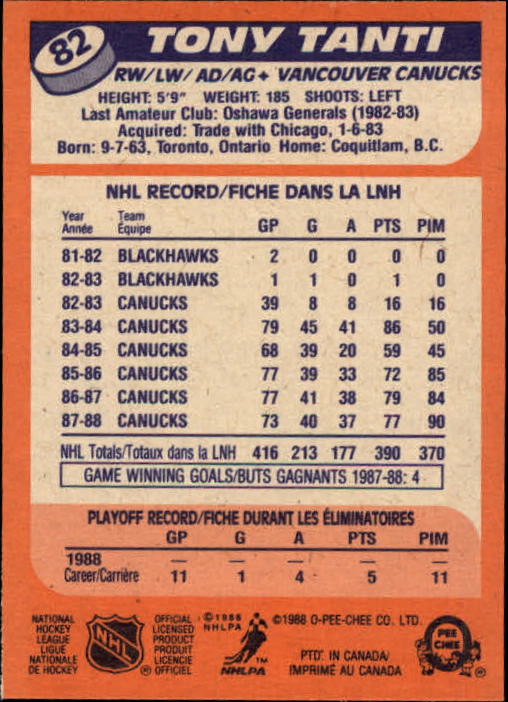 82
TONY TANTI
RW/LW/AD/AG+ VANCOUVER CANUCKS
HEIGHT: 5'9" WEIGHT: 185 SHOOTS: LEFT
Last Amateur Club: Oshawa Generals (1982-83)
Acquired: Trade with Chicago, 1-6-83
Born: 9-7-63, Toronto, Ontario Home: Coquitlam, B.C.
NHL RECORD/FICHE DANS LA LNH
Year Team
Année Équipe GP G A PTS PIM
81-82 BLACKHAWKS 2 0 0 0 0
82-83 BLACKHAWKS 1 1 0 1 0
82-83 CANUCKS 39 8 8 16 16
83-84 CANUCKS 79 45 41 86 50
84-85 CANUCKS 68 39 20 59 45
85-86 CANUCKS 77 39 33 72 85
86-87 CANUCKS 77 41 38 79 84
87-88 CANUCKS 73 40 37 77 90
NHL Totals/Totaux dans la LNH 416 213 177 390 370
GAME WINNING GOALS/BUTS GAGNANTS 1987-88: 4
PLAYOFF RECORD/FICHE DURANT LES ÉLIMINATOIRES
GP G A PTS PIM
1988 — — — — —
Career/Carrière 11 1 4 5 11
NATIONAL
HOCKEY
LEAGUE
LIGUE
NATIONALE
DE HOCKEY
NHL
OFFICIAL
LICENSED
PRODUCT
PRODUIT
LICENCIE
® OFFICIEL
©1988
NHLPA
TM
NHLPA
©1988 O-PEE-CHEE CO. LTD.
PTD. IN CANADA/
IMPRIMÉ AU CANADA
O PEE
CHEE
®